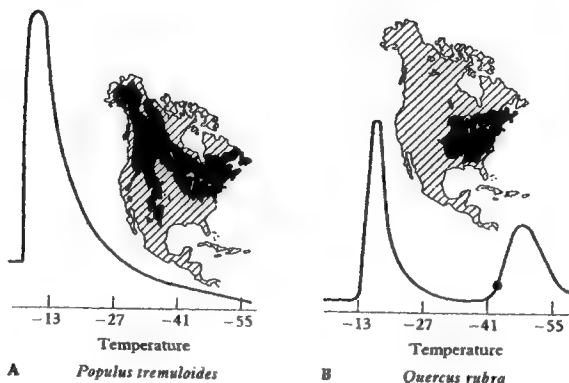 -13 -27 -41 -55
Temperature
A Populus tremuloides
-13 -27 -41 -55
Temperature
B Quercus rubra